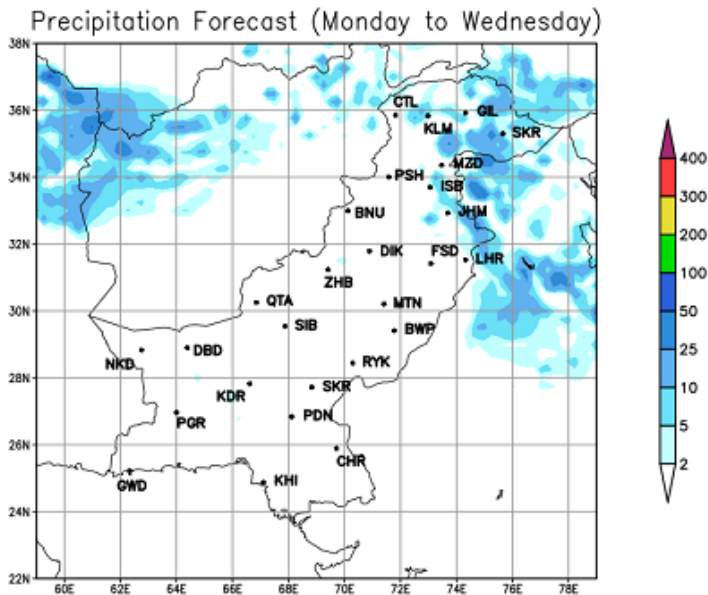 Precipitation Forecast (Monday to Wednesday)
38N
36N
34N
32N
30N
28N
26N
24N
22N
60E 62E 64E 66E 68E 70E 72E 74E 76E 78E
CTL
GIL
KLM
SKR
MZD
PSH
ISB
BNU
JHM
DIK
FSD
LHR
ZHB
QTA
MTN
SIB
BWP
DBD
NKD
RYK
SKR
KDR
PDN
PGR
CHR
GWD
KHI
400
300
200
100
50
25
10
5
2